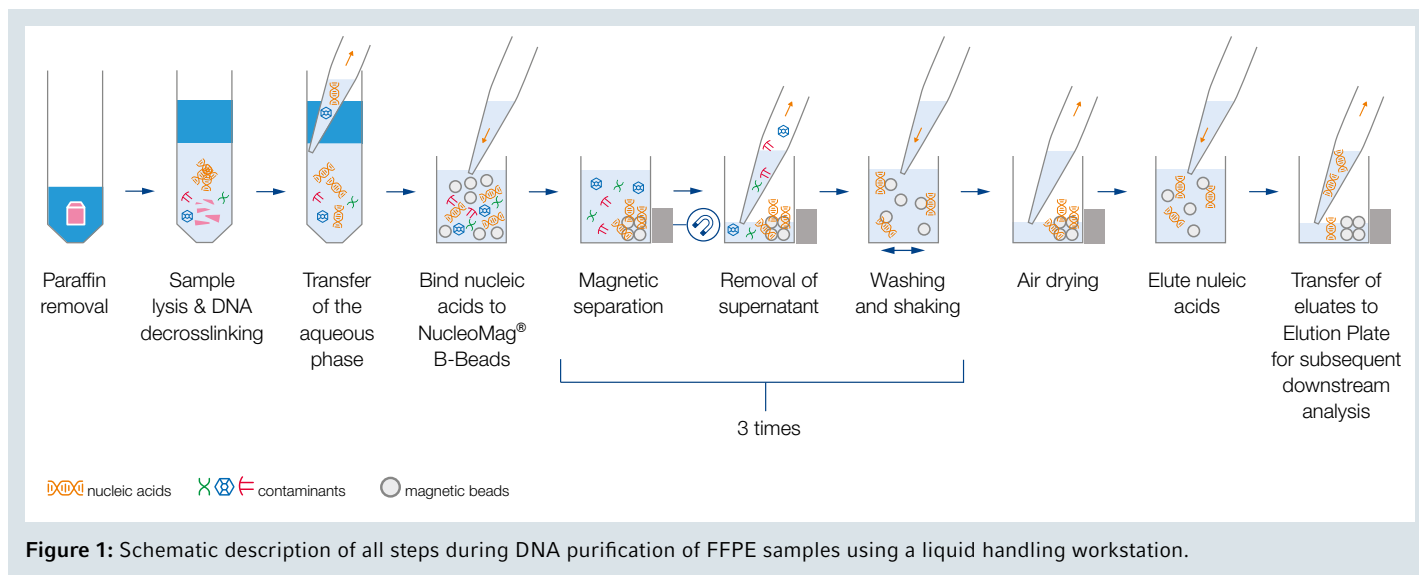 Paraffin
removal
Sample
lysis & DNA
decrosslinking
Transfer
of the
aqueous
phase
Bind nucleic
acids to
NucleoMag®
B-Beads
Magnetic
separation
Removal of
supernatant
Washing
and shaking
Air drying
Elute nuleic
acids
Transfer of
eluates to
Elution Plate
for subsequent
downstream
analysis
3 times
nucleic acids
contaminants
magnetic beads
Figure 1: Schematic description of all steps during DNA purification of FFPE samples using a liquid handling workstation.